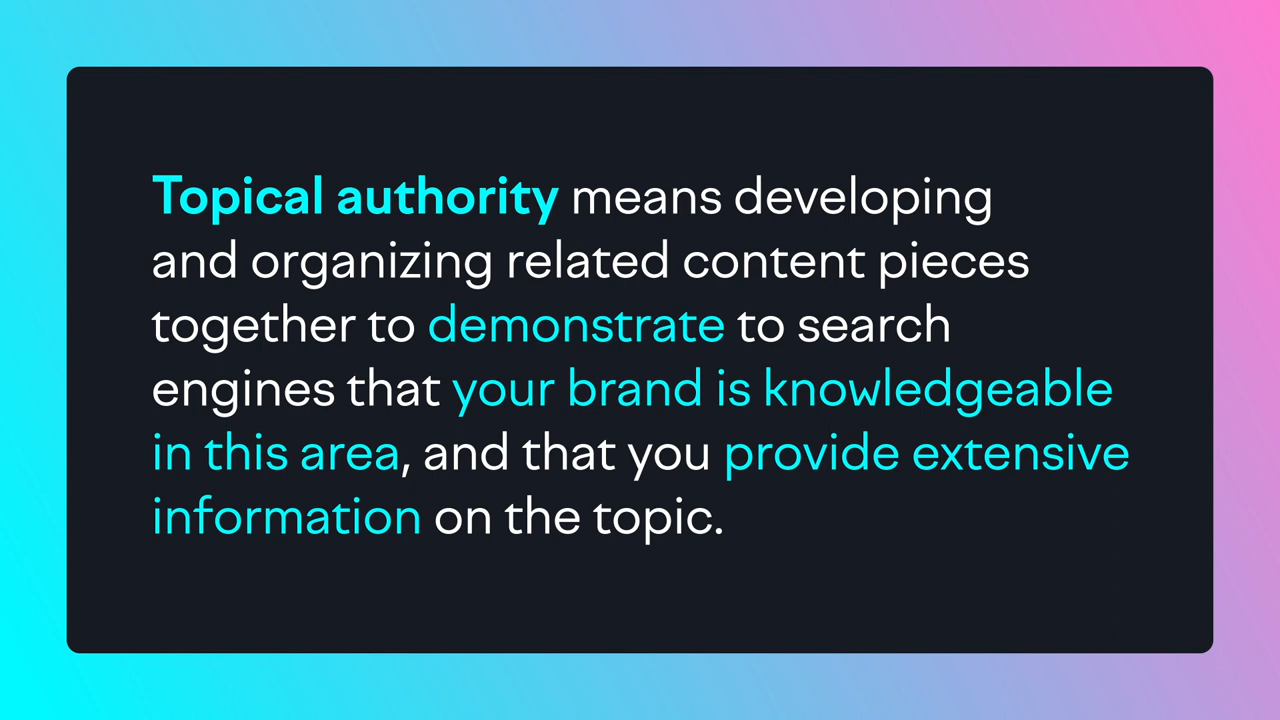 Topical authority means developing
and organizing related content pieces
together to demonstrate to search
engines that your brand is knowledgeable
in this area, and that you provide extensive
information on the topic.